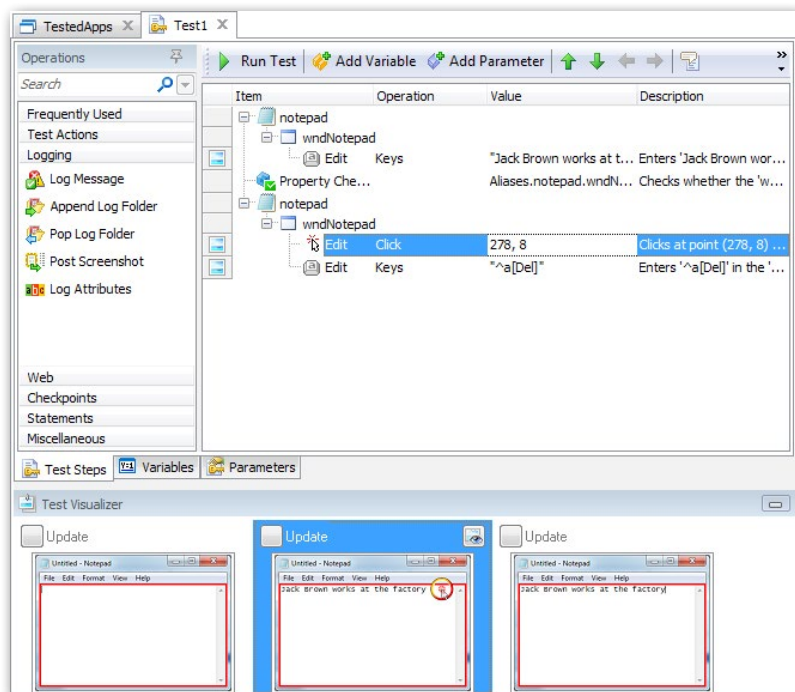 TestedApps Test1
Operations Run Test Add Variable Add Parameter
Search
Item Operation Value Description
Frequently Used
Test Actions
Logging
Log Message
Append Log Folder
Pop Log Folder
Post Screenshot
Log Attributes
Web
Checkpoints
Statements
Miscellaneous
notepad
wndNotepad
Edit Keys "Jack Brown works at t... Enters 'Jack Brown wor...
Property Che... Aliases.notepad.wndN... Checks whether the 'w...
notepad
wndNotepad
Edit Click 278, 8 Clicks at point (278, 8) ...
Edit Keys "^a[Del]" Enters '^a[Del]' in the '...
Test Steps Variables Parameters
Test Visualizer
Update
Untitled - Notepad
File Edit Format View Help
Update
Untitled - Notepad
File Edit Format View Help
Jack Brown works at the factory
Update
Untitled - Notepad
File Edit Format View Help
Jack Brown works at the factory